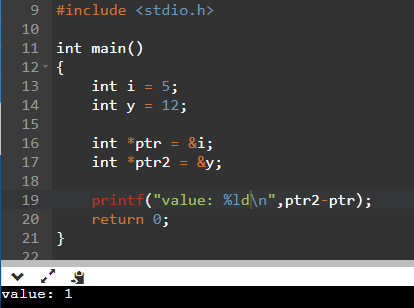 9 #include <stdio.h>
10
11 int main()
12 {
13     int i = 5;
14     int y = 12;
15
16     int *ptr = &i;
17     int *ptr2 = &y;
18
19     printf("value: %ld\n",ptr2-ptr);
20     return 0;
21 }
22
value: 1